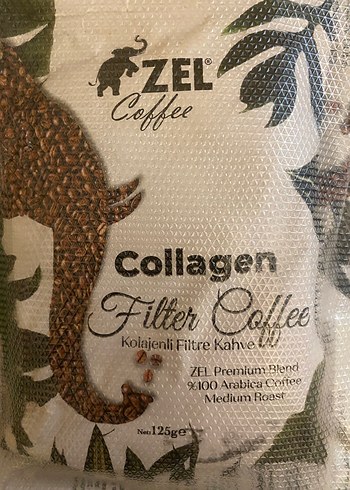 ZEL®
Coffee
Collagen
Filter Coffee
Kolajenli Filtre Kahve
ZEL Premium Blend
%100 Arabica Coffee
Medium Roast
Net: 125g e